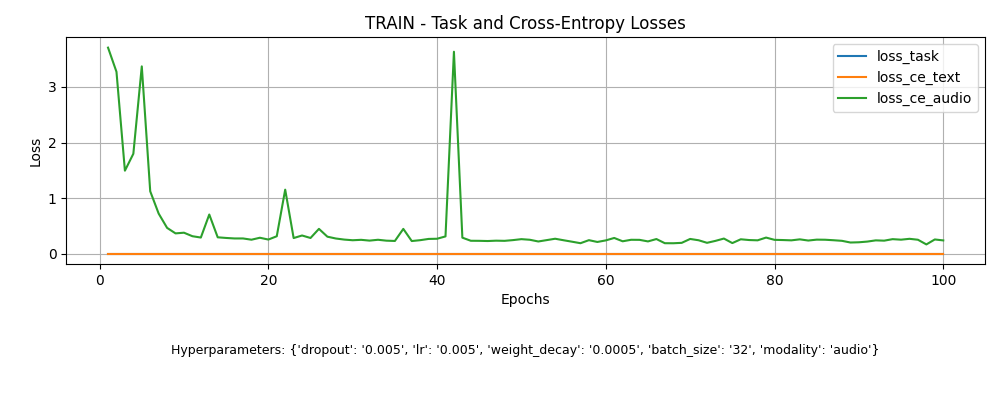 TRAIN - Task and Cross-Entropy Losses
loss_task
loss_ce_text
loss_ce_audio
Loss
3
2
1
0
0 20 40 60 80 100
Epochs
Hyperparameters: {'dropout': '0.005', 'lr': '0.005', 'weight_decay': '0.0005', 'batch_size': '32', 'modality': 'audio'}